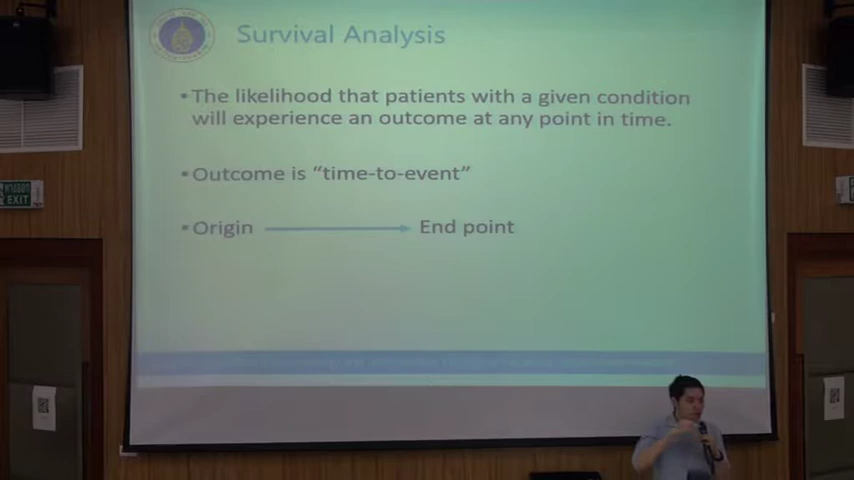 Survival Analysis
▪The likelihood that patients with a given condition
will experience an outcome at any point in time.
▪Outcome is “time-to-event”
▪Origin End point
EXIT